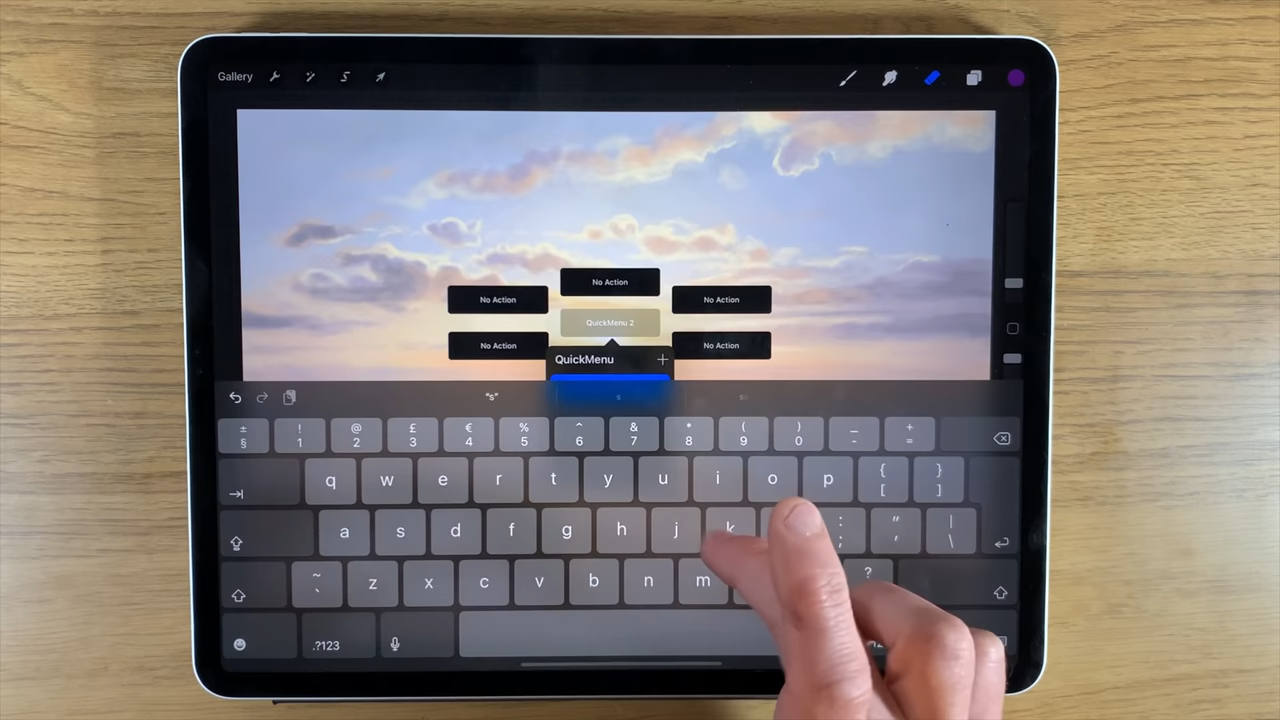 Gallery
No Action
No Action No Action
QuickMenu 2
No Action No Action
QuickMenu +
"s" s
± ! @ £ € % ^ & * ( ) _ +
§ 1 2 3 4 5 6 7 8 9 0 - =
q w e r t y u i o p { }
[ ]
a s d f g h j k : " |
; ' \
~ ?
` z x c v b n m
.?123